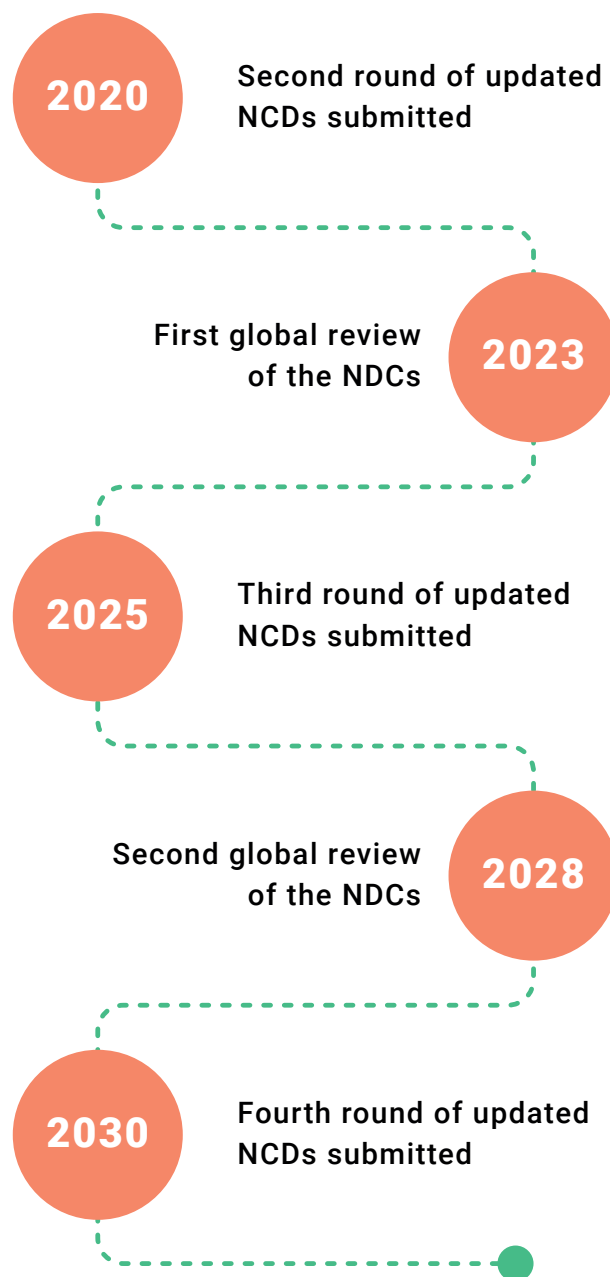 2020
Second round of updated
NCDs submitted
First global review
of the NDCs
2023
2025
Third round of updated
NCDs submitted
Second global review
of the NDCs
2028
2030
Fourth round of updated
NCDs submitted